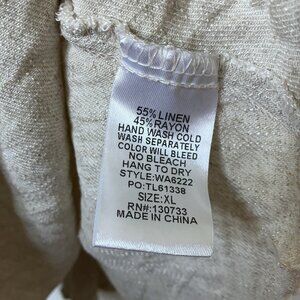 55% LINEN
45% RAYON
HAND WASH COLD
WASH SEPARATELY
COLOR WILL BLEED
NO BLEACH
HANG TO DRY
STYLE:WA6222
PO:TL61338
SIZE:XL
RN#:130733
MADE IN CHINA